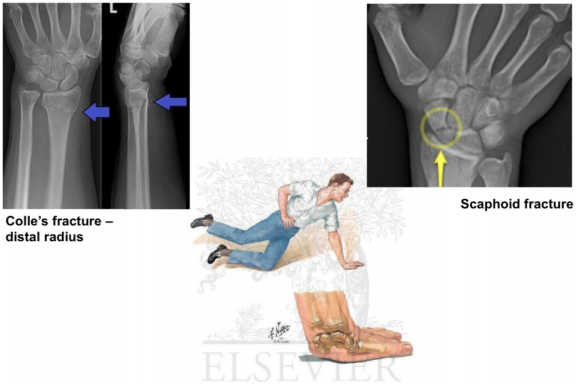 L
Colle's fracture –
distal radius
Scaphoid fracture
ELSEVIER